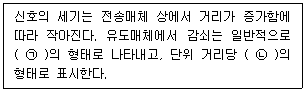 신호의 세기는 전송매체 상에서 거리가 증가함에
따라 작아진다. 유도매체에서 감쇠는 일반적으로
( ㉠ )의 형태로 나타내고, 단위 거리당 ( ㉡ )의
형태로 표시한다.